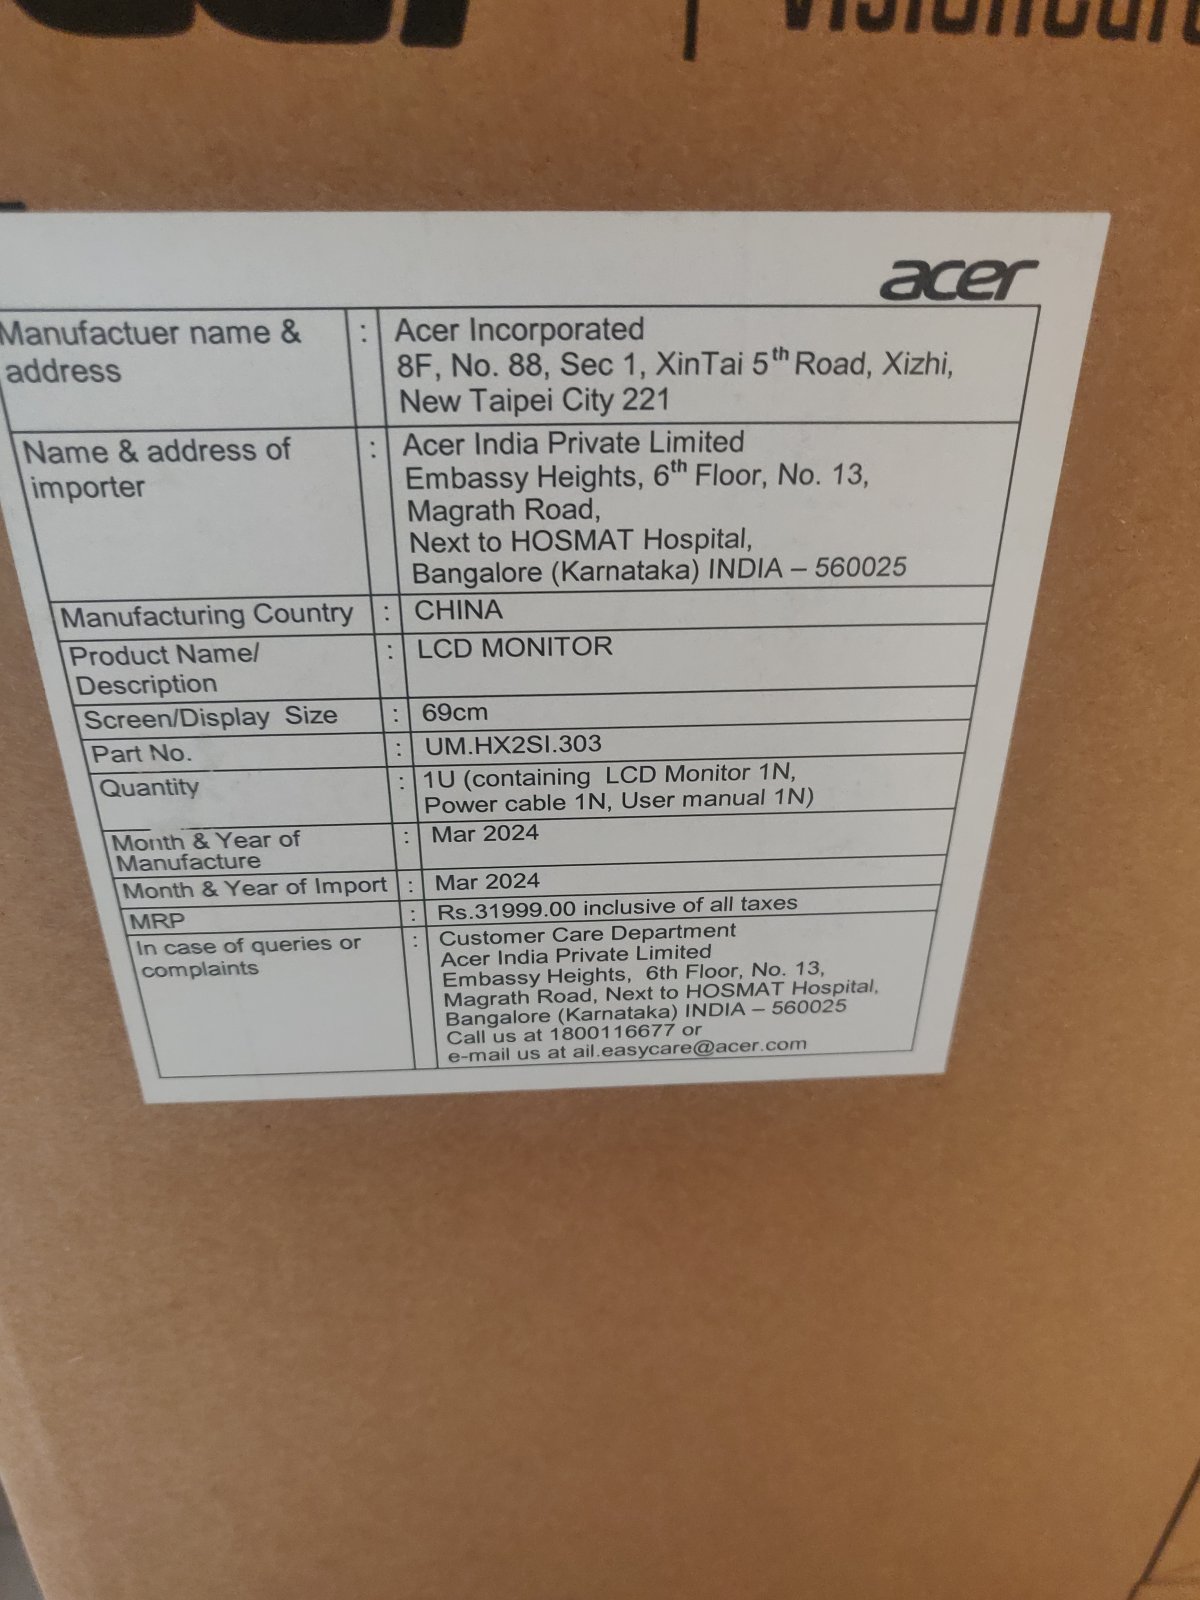 acer
Manufactuer name & address : Acer Incorporated
8F, No. 88, Sec 1, XinTai 5th Road, Xizhi,
New Taipei City 221
Name & address of importer : Acer India Private Limited
Embassy Heights, 6th Floor, No. 13,
Magrath Road,
Next to HOSMAT Hospital,
Bangalore (Karnataka) INDIA – 560025
Manufacturing Country : CHINA
Product Name/ Description : LCD MONITOR
Screen/Display Size : 69cm
Part No. : UM.HX2SI.303
Quantity : 1U (containing LCD Monitor 1N,
Power cable 1N, User manual 1N)
Month & Year of Manufacture : Mar 2024
Month & Year of Import : Mar 2024
MRP : Rs.31999.00 inclusive of all taxes
In case of queries or complaints : Customer Care Department
Acer India Private Limited
Embassy Heights, 6th Floor, No. 13,
Magrath Road, Next to HOSMAT Hospital,
Bangalore (Karnataka) INDIA – 560025
Call us at 1800116677 or
e-mail us at ail.easycare@acer.com